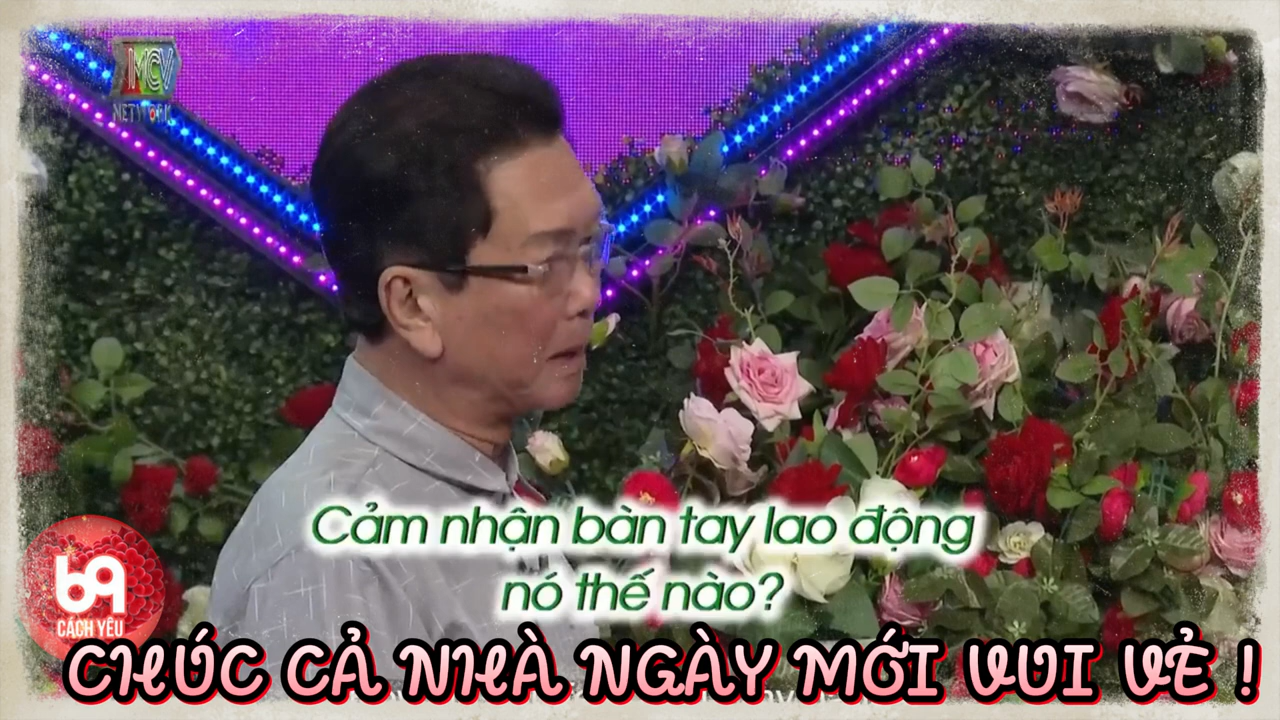 MCV
NETWORK
Cảm nhận bàn tay lao động
nó thế nào?
69
CÁCH YÊU
CHÚC CẢ NHÀ NGÀY MỚI VUI VẺ !